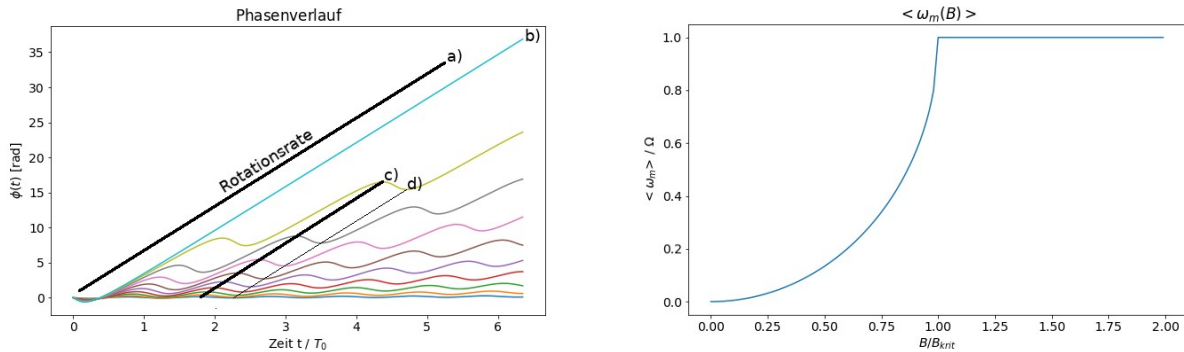 Phasenverlauf
ϕ(t) [rad]
35
30
25
20
15
10
5
0
Rotationsrate
a)
b)
c)
d)
0 1 2 3 4 5 6
Zeit t / T₀
< ω_m(B) >
< ω_m > / Ω
1.0
0.8
0.6
0.4
0.2
0.0
0.00 0.25 0.50 0.75 1.00 1.25 1.50 1.75 2.00
B/B_krit